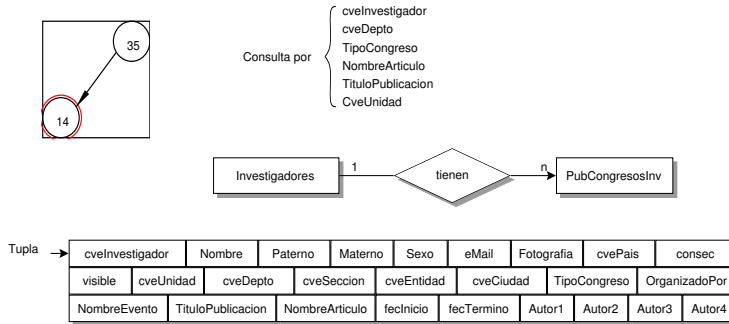 35
14
Consulta por
cveInvestigador
cveDepto
TipoCongreso
NombreArticulo
TituloPublicacion
CveUnidad
Investigadores
1
tienen
n
PubCongresosInv
Tupla
cveInvestigador Nombre Paterno Materno Sexo eMail Fotografia cvePais consec
visible cveUnidad cveDepto cveSeccion cveEntidad cveCiudad TipoCongreso OrganizadoPor
NombreEvento TituloPublicacion NombreArticulo fecInicio fecTermino Autor1 Autor2 Autor3 Autor4